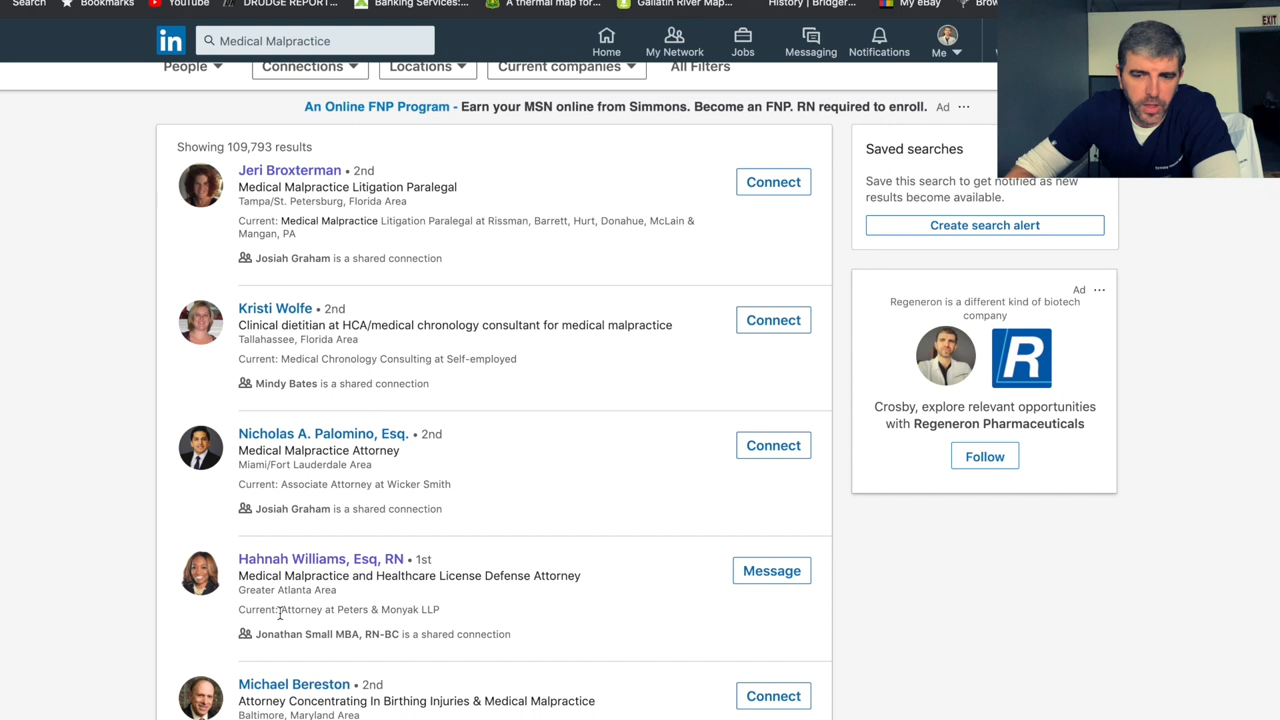 Search Bookmarks YouTube DRUDGE REPORT... Banking Services:... A thermal map for... Gallatin River Map... History | Bridger... My eBay
EXIT
in Medical Malpractice Home My Network Jobs Messaging Notifications Me
People Connections Locations Current companies All Filters
An Online FNP Program - Earn your MSN online from Simmons. Become an FNP. RN required to enroll. Ad ...
Showing 109,793 results
Jeri Broxterman • 2nd
Medical Malpractice Litigation Paralegal
Tampa/St. Petersburg, Florida Area
Current: Medical Malpractice Litigation Paralegal at Rissman, Barrett, Hurt, Donahue, McLain &
Mangan, PA
Josiah Graham is a shared connection
Connect
Kristi Wolfe • 2nd
Clinical dietitian at HCA/medical chronology consultant for medical malpractice
Tallahassee, Florida Area
Current: Medical Chronology Consulting at Self-employed
Mindy Bates is a shared connection
Connect
Nicholas A. Palomino, Esq. • 2nd
Medical Malpractice Attorney
Miami/Fort Lauderdale Area
Current: Associate Attorney at Wicker Smith
Josiah Graham is a shared connection
Connect
Hahnah Williams, Esq, RN • 1st
Medical Malpractice and Healthcare License Defense Attorney
Greater Atlanta Area
Current: Attorney at Peters & Monyak LLP
Jonathan Small MBA, RN-BC is a shared connection
Message
Michael Bereston • 2nd
Attorney Concentrating In Birthing Injuries & Medical Malpractice
Baltimore, Maryland Area
Connect
Saved searches
Save this search to get notified as new
results become available.
Create search alert
Ad ...
Regeneron is a different kind of biotech
company
R
Crosby, explore relevant opportunities
with Regeneron Pharmaceuticals
Follow